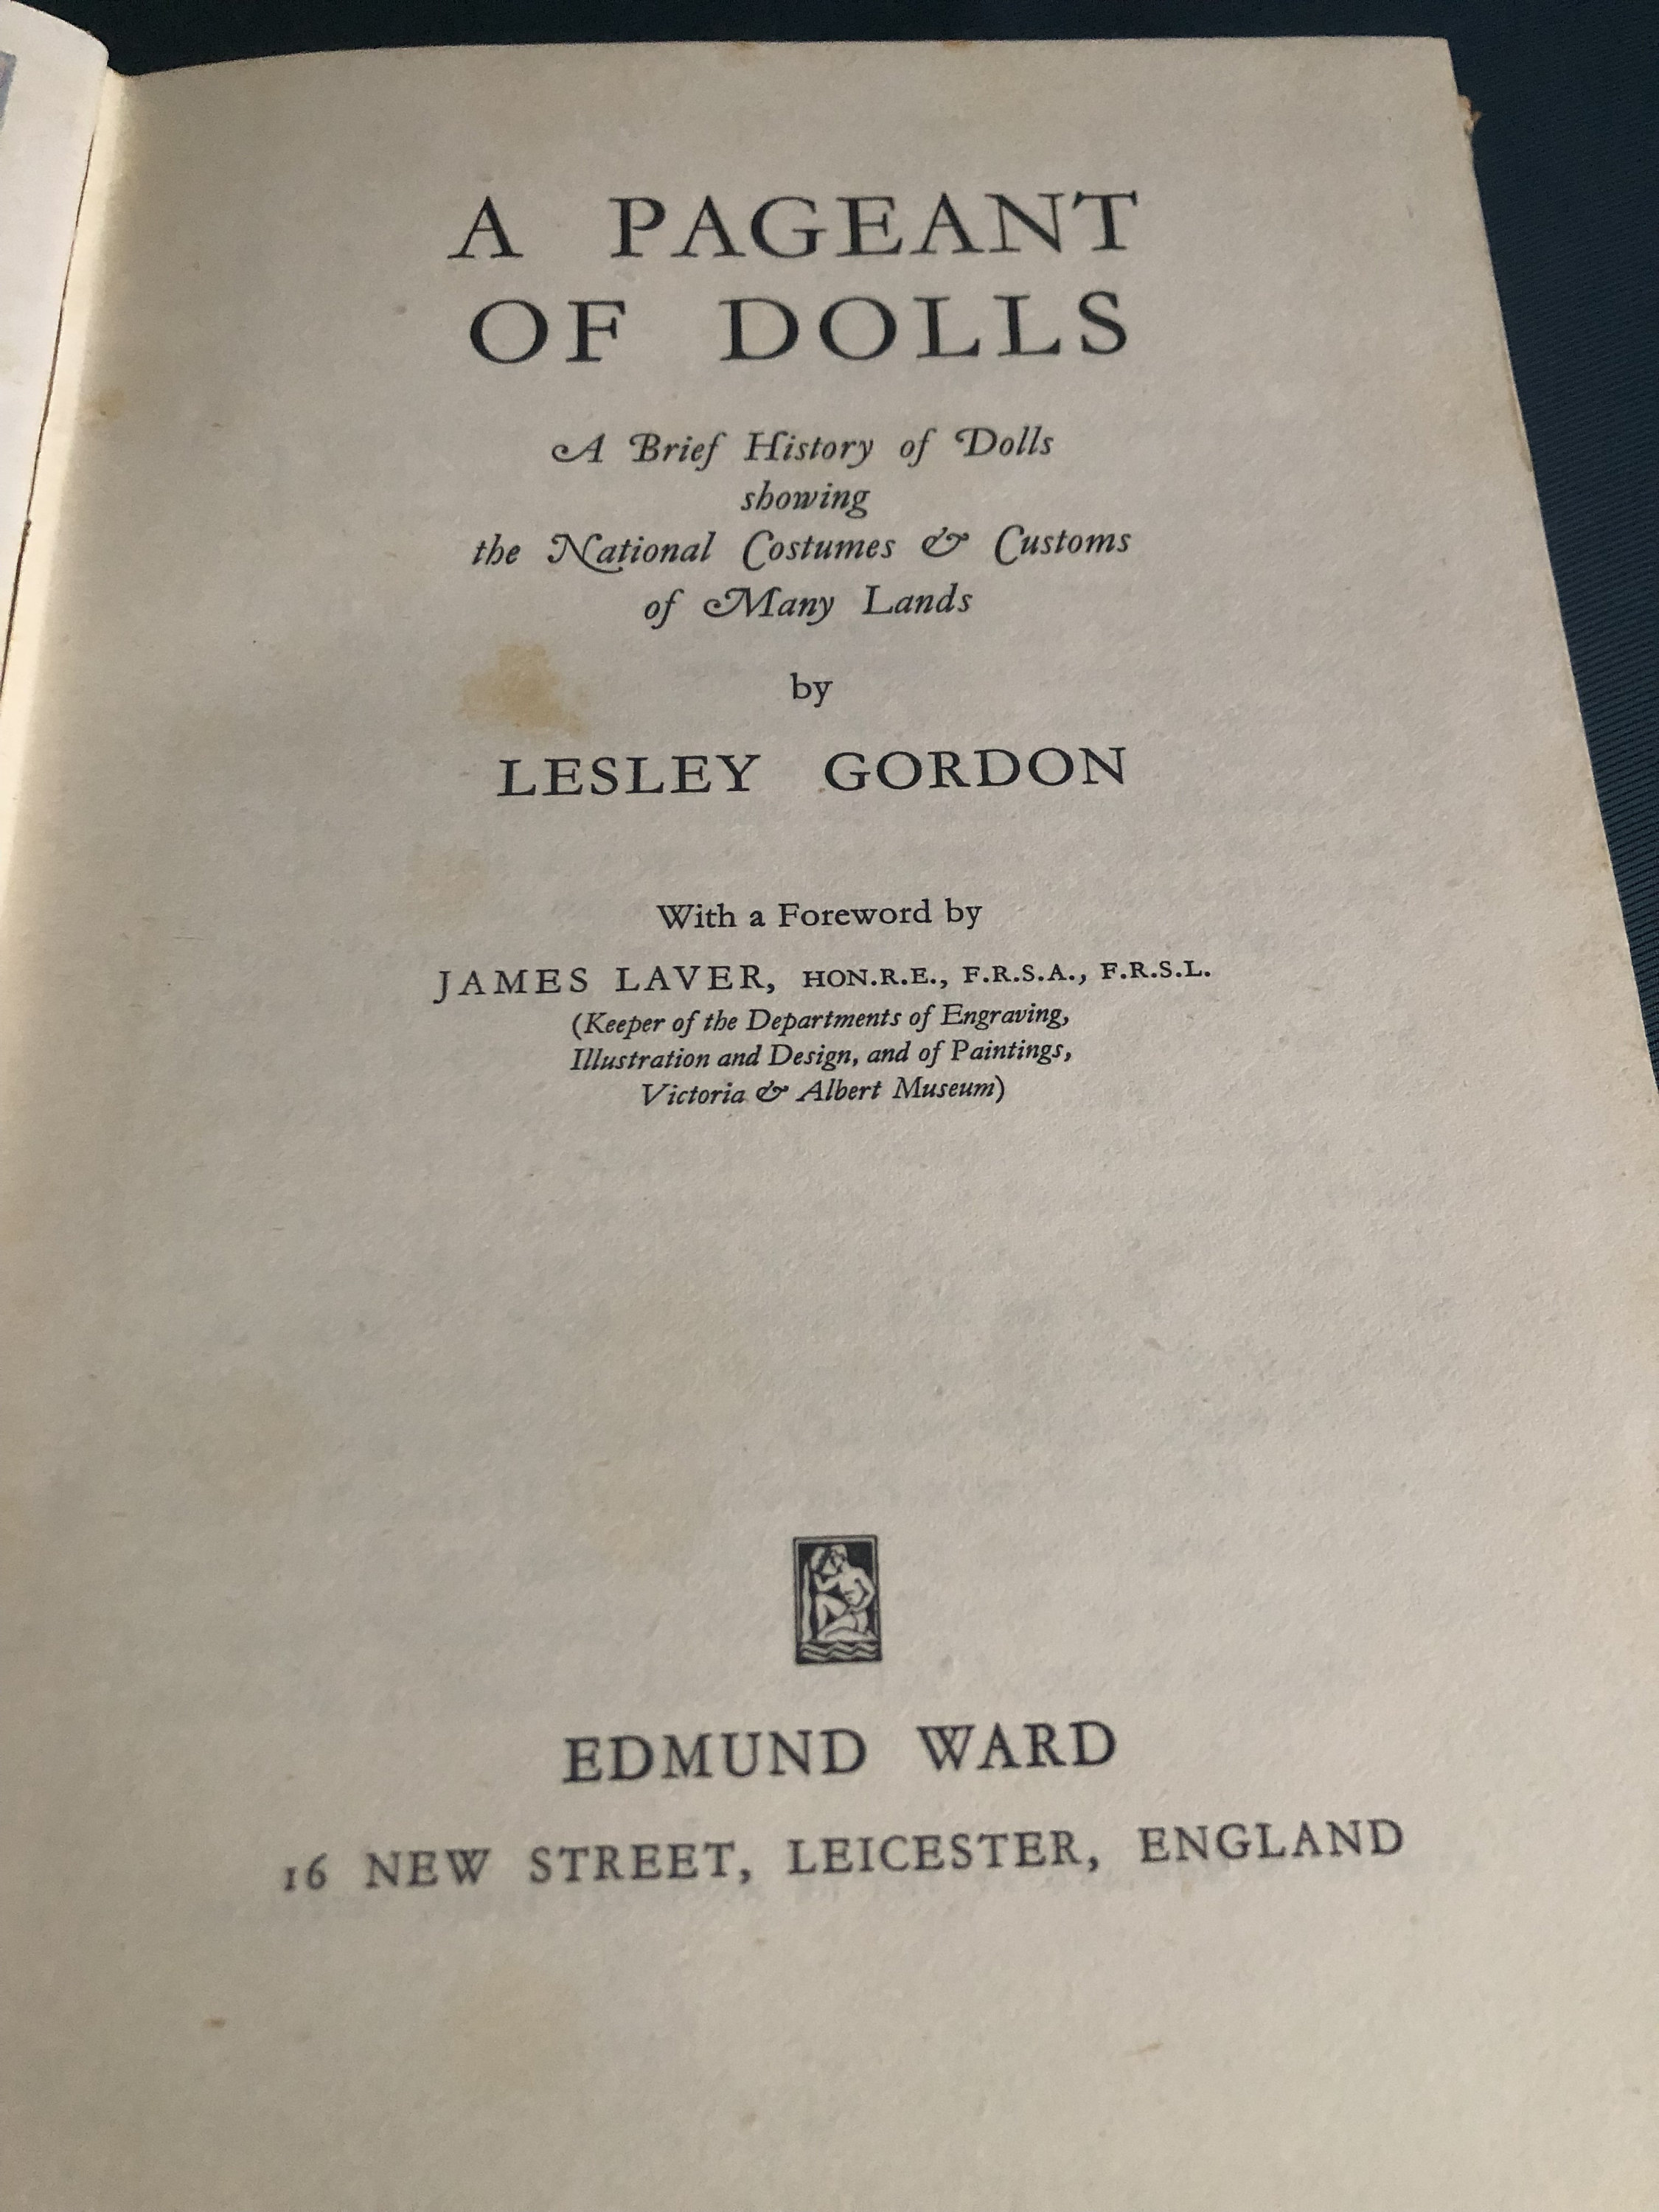 A PAGEANT
OF DOLLS
A Brief History of Dolls
showing
the National Costumes & Customs
of Many Lands
by
LESLEY GORDON
With a Foreword by
JAMES LAVER, HON.R.E., F.R.S.A., F.R.S.L.
(Keeper of the Departments of Engraving,
Illustration and Design, and of Paintings,
Victoria & Albert Museum)
EDMUND WARD
16 NEW STREET, LEICESTER, ENGLAND